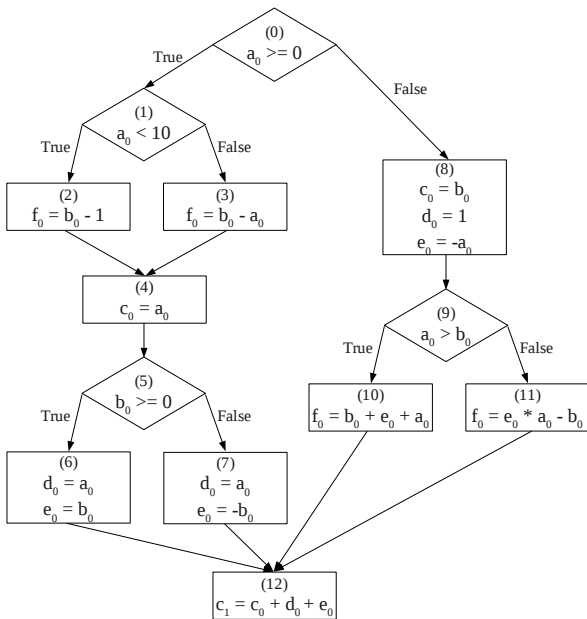 (0)
a₀ >= 0
True
False
(1)
a₀ < 10
True
False
(2)
f₀ = b₀ - 1
(3)
f₀ = b₀ - a₀
(8)
c₀ = b₀
d₀ = 1
e₀ = -a₀
(4)
c₀ = a₀
(9)
a₀ > b₀
True
False
(5)
b₀ >= 0
True
False
(10)
f₀ = b₀ + e₀ + a₀
(11)
f₀ = e₀ * a₀ - b₀
(6)
d₀ = a₀
e₀ = b₀
(7)
d₀ = a₀
e₀ = -b₀
(12)
c₁ = c₀ + d₀ + e₀